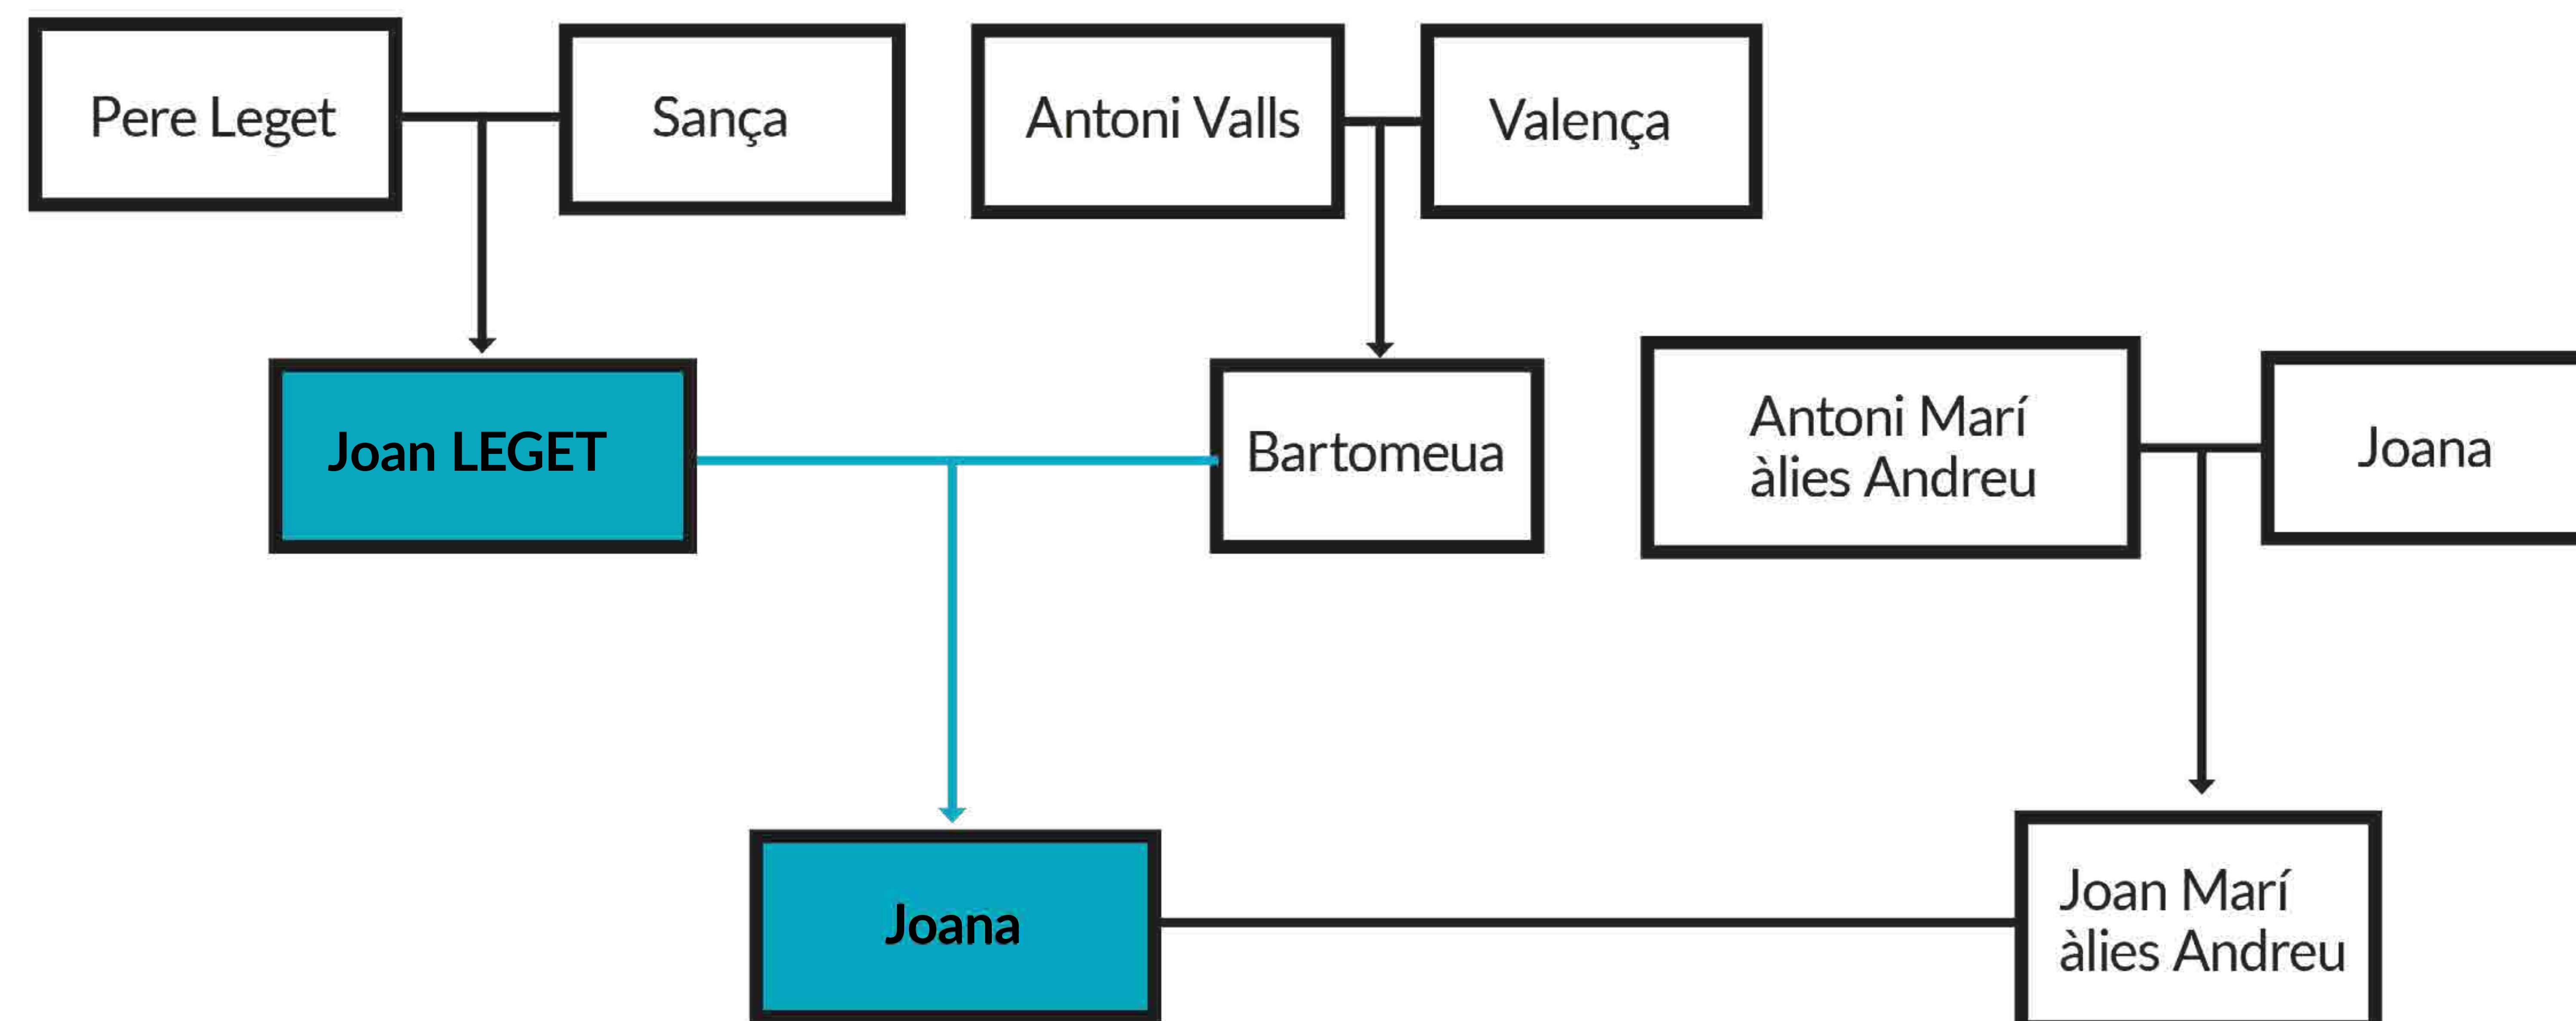 Pere Leget
Sança
Antoni Valls
Valença
Joan LEGET
Bartomeua
Antoni Marí
àlies Andreu
Joana
Joana
Joan Marí
àlies Andreu